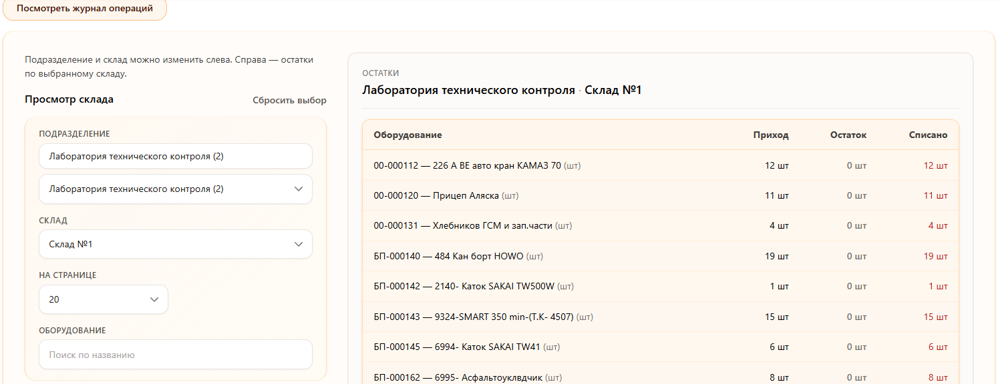 Посмотреть журнал операций
Подразделение и склад можно изменить слева. Справа — остатки
по выбранному складу.
Просмотр склада
Сбросить выбор
ПОДРАЗДЕЛЕНИЕ
Лаборатория технического контроля (2)
Лаборатория технического контроля (2)
СКЛАД
Склад №1
НА СТРАНИЦЕ
20
ОБОРУДОВАНИЕ
Поиск по названию
ОСТАТКИ
Лаборатория технического контроля · Склад №1
Оборудование Приход Остаток Списано
00-000112 — 226 А ВЕ авто кран КАМАЗ 70 (шт) 12 шт 0 шт 12 шт
00-000120 — Прицеп Аляска (шт) 11 шт 0 шт 11 шт
00-000131 — Хлебников ГСМ и зап.части (шт) 4 шт 0 шт 4 шт
БП-000140 — 484 Кан борт HOWO (шт) 19 шт 0 шт 19 шт
БП-000142 — 2140- Каток SAKAI TW500W (шт) 1 шт 0 шт 1 шт
БП-000143 — 9324-SMART 350 min-(Т.К- 4507) (шт) 15 шт 0 шт 15 шт
БП-000145 — 6994- Каток SAKAI TW41 (шт) 6 шт 0 шт 6 шт
БП-000162 — 6995- Асфальтоуклвдчик (шт) 8 шт 0 шт 8 шт